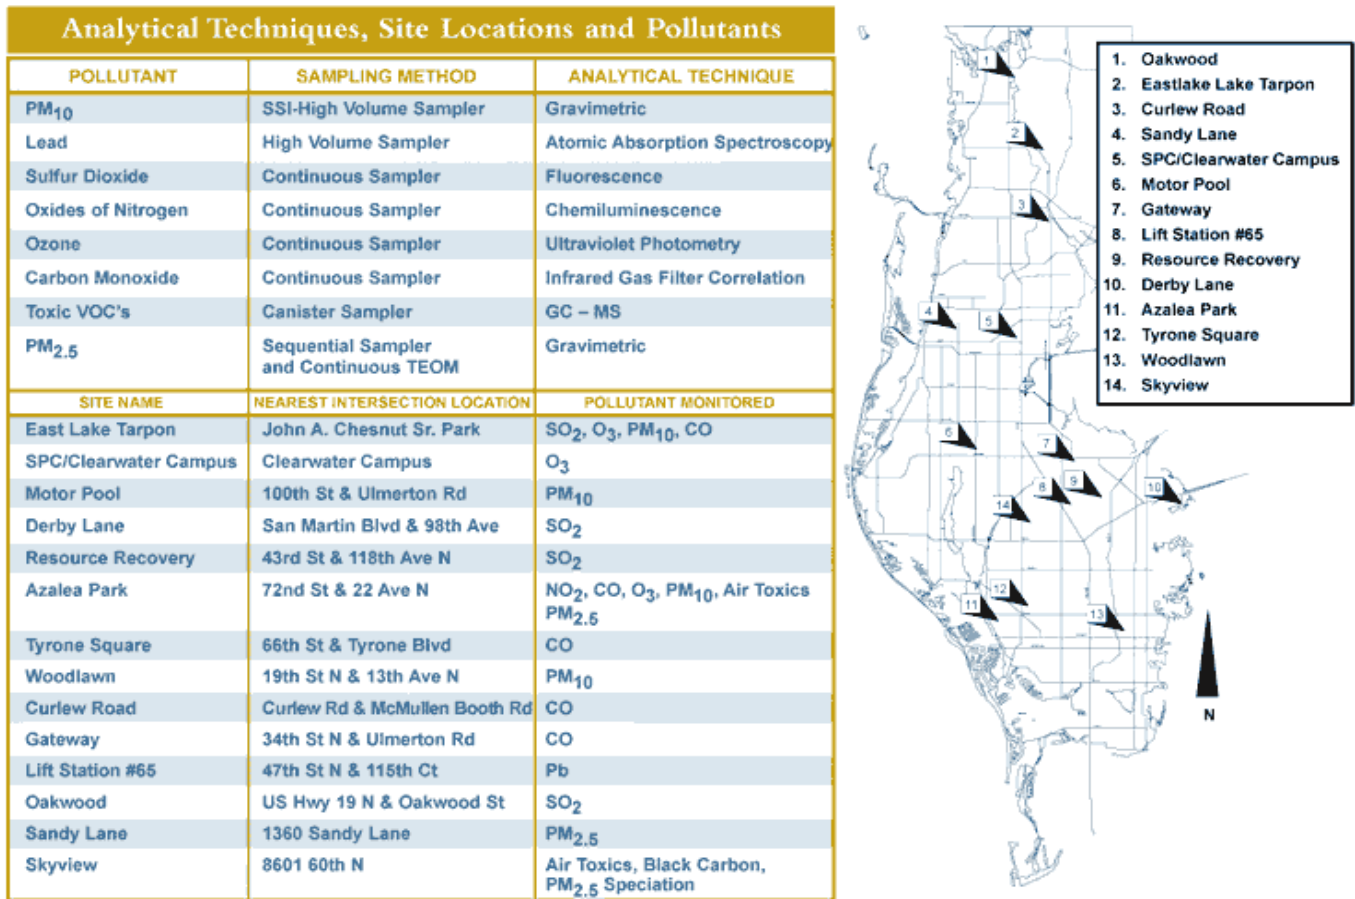 Analytical Techniques, Site Locations and Pollutants
POLLUTANT SAMPLING METHOD ANALYTICAL TECHNIQUE
PM10 SSI-High Volume Sampler Gravimetric
Lead High Volume Sampler Atomic Absorption Spectroscopy
Sulfur Dioxide Continuous Sampler Fluorescence
Oxides of Nitrogen Continuous Sampler Chemiluminescence
Ozone Continuous Sampler Ultraviolet Photometry
Carbon Monoxide Continuous Sampler Infrared Gas Filter Correlation
Toxic VOC's Canister Sampler GC – MS
PM2.5 Sequential Sampler Gravimetric
and Continuous TEOM
SITE NAME NEAREST INTERSECTION LOCATION POLLUTANT MONITORED
East Lake Tarpon John A. Chesnut Sr. Park SO2, O3, PM10, CO
SPC/Clearwater Campus Clearwater Campus O3
Motor Pool 100th St & Ulmerton Rd PM10
Derby Lane San Martin Blvd & 98th Ave SO2
Resource Recovery 43rd St & 118th Ave N SO2
Azalea Park 72nd St & 22 Ave N NO2, CO, O3, PM10, Air Toxics
PM2.5
Tyrone Square 66th St & Tyrone Blvd CO
Woodlawn 19th St N & 13th Ave N PM10
Curlew Road Curlew Rd & McMullen Booth Rd CO
Gateway 34th St N & Ulmerton Rd CO
Lift Station #65 47th St N & 115th Ct Pb
Oakwood US Hwy 19 N & Oakwood St SO2
Sandy Lane 1360 Sandy Lane PM2.5
Skyview 8601 60th N Air Toxics, Black Carbon,
PM2.5 Speciation
1. Oakwood
2. Eastlake Lake Tarpon
3. Curlew Road
4. Sandy Lane
5. SPC/Clearwater Campus
6. Motor Pool
7. Gateway
8. Lift Station #65
9. Resource Recovery
10. Derby Lane
11. Azalea Park
12. Tyrone Square
13. Woodlawn
14. Skyview
1
2
3
4
5
6
7
8
9
10
14
12
11
13
N